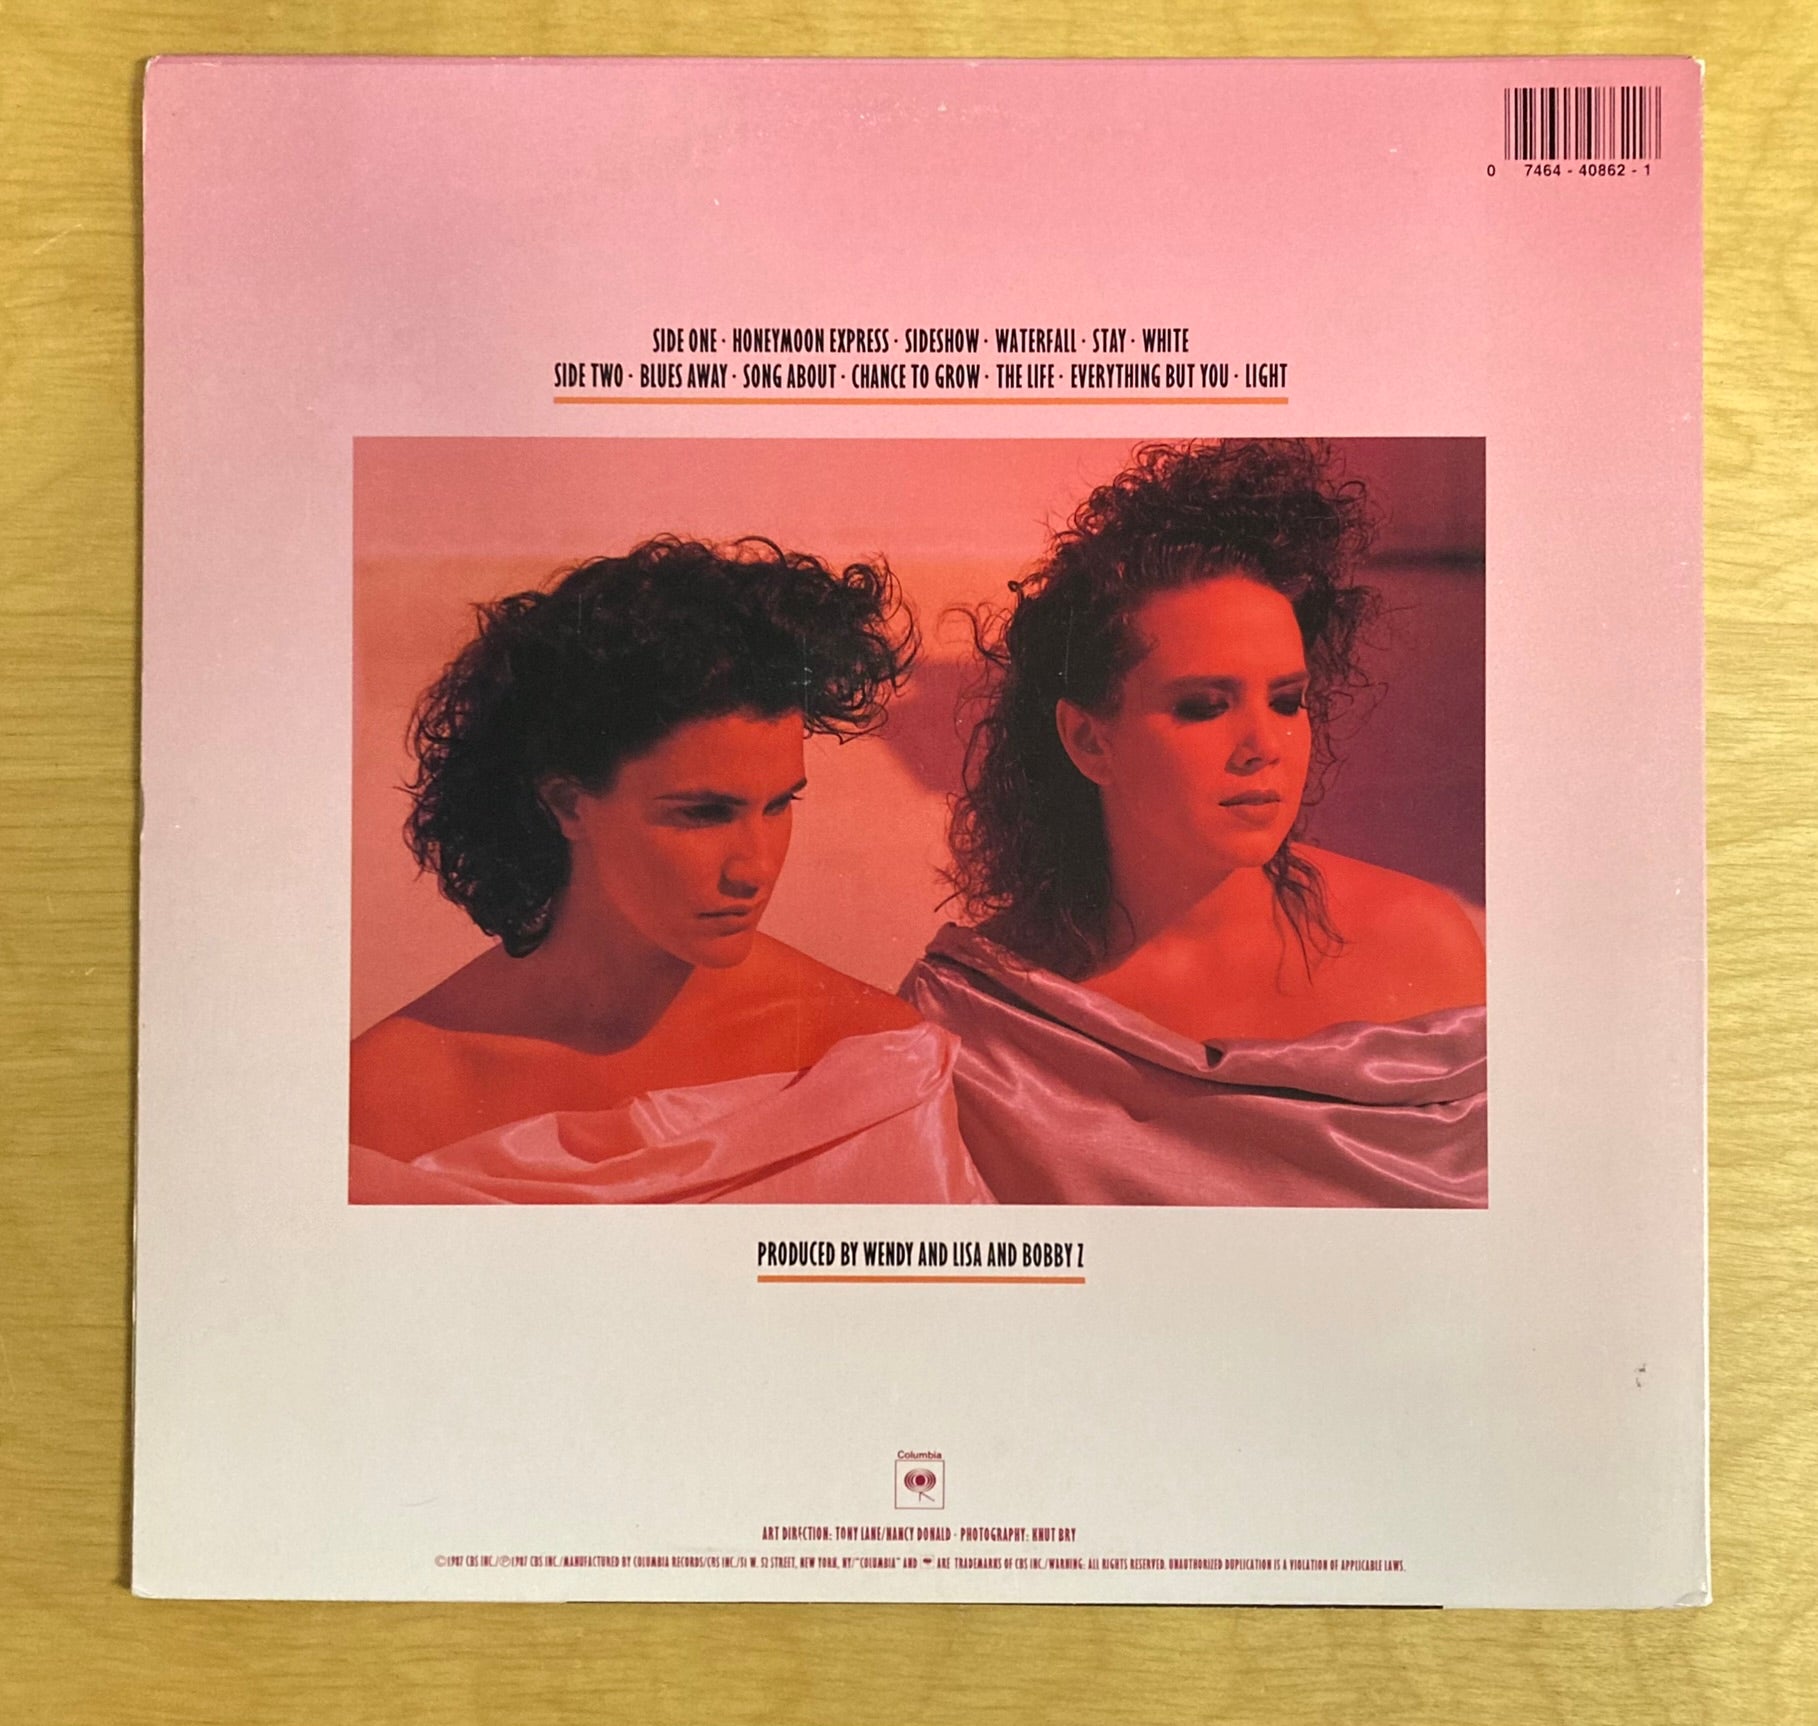 0 7464 - 40862 - 1
SIDE ONE · HONEYMOON EXPRESS · SIDESHOW · WATERFALL · STAY · WHITE
SIDE TWO · BLUES AWAY · SONG ABOUT · CHANCE TO GROW · THE LIFE · EVERYTHING BUT YOU · LIGHT
PRODUCED BY WENDY AND LISA AND BOBBY Z
Columbia
ART DIRECTION: TONY LANE/NANCY DONALD · PHOTOGRAPHY: KNUT BRY
©1987 CBS INC./℗1987 CBS INC./MANUFACTURED BY COLUMBIA RECORDS/CBS INC./51 W. 52 STREET, NEW YORK, NY/"COLUMBIA" AND ARE TRADEMARKS OF CBS INC./WARNING: ALL RIGHTS RESERVED. UNAUTHORIZED DUPLICATION IS A VIOLATION OF APPLICABLE LAWS.